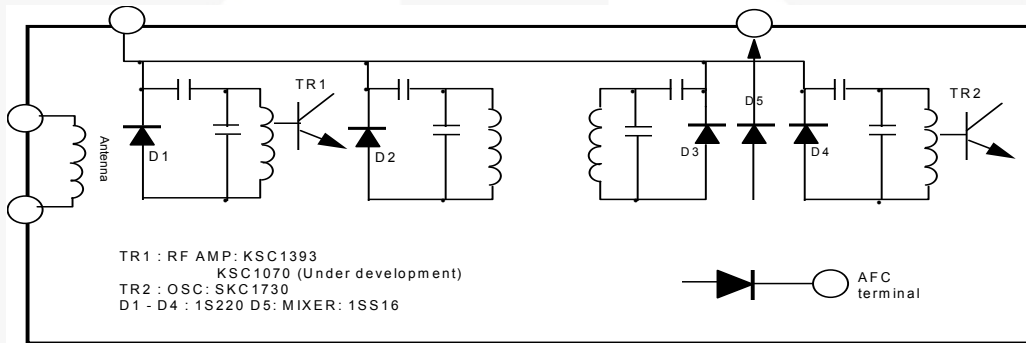 TR1
D5
TR2
Antenna
D1
D2
D3
D4
TR1 : RF AMP: KSC1393
KSC1070 (Under development)
TR2 : OSC: SKC1730
D1 - D4 : 1S220 D5: MIXER: 1SS16
AFC
terminal